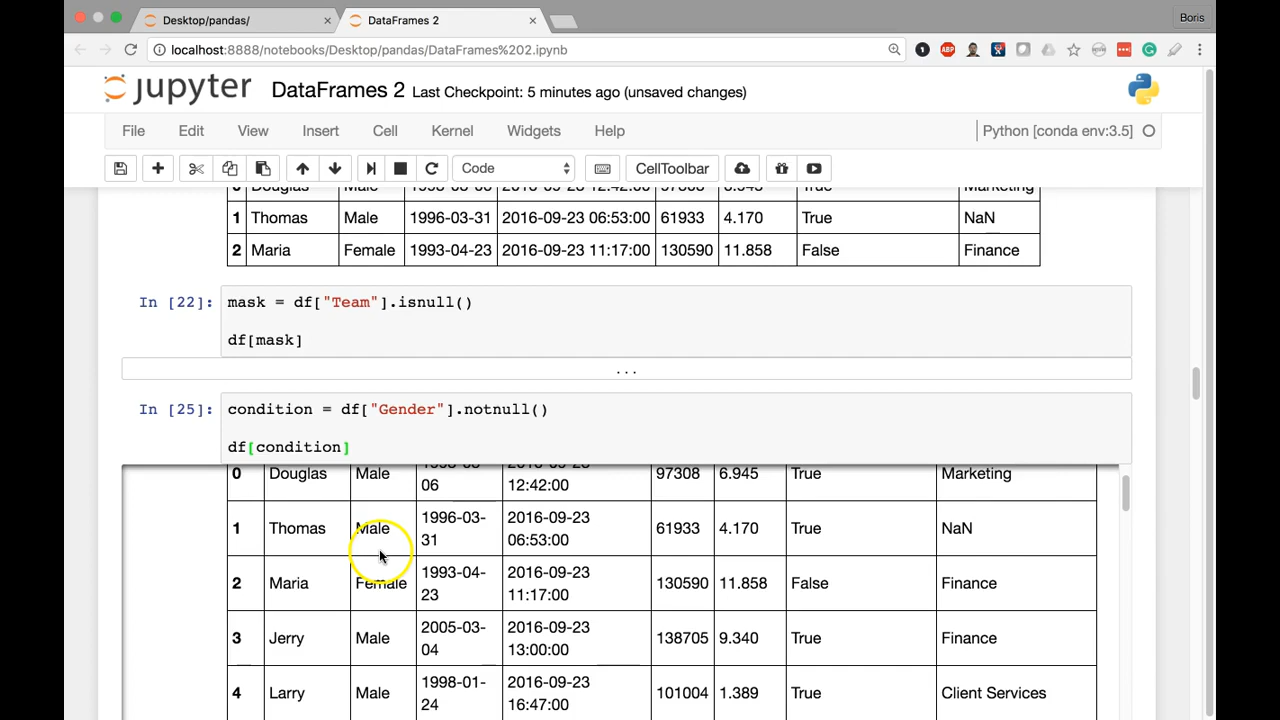 Desktop/pandas/ × DataFrames 2 × Boris
localhost:8888/notebooks/Desktop/pandas/DataFrames%202.ipynb
jupyter DataFrames 2 Last Checkpoint: 5 minutes ago (unsaved changes)
File Edit View Insert Cell Kernel Widgets Help Python [conda env:3.5]
Code CellToolbar
Douglas Male True Marketing
1 Thomas Male 1996-03-31 2016-09-23 06:53:00 61933 4.170 True NaN
2 Maria Female 1993-04-23 2016-09-23 11:17:00 130590 11.858 False Finance
In [22]: mask = df["Team"].isnull()
df[mask]
...
In [25]: condition = df["Gender"].notnull()
df[condition]
0 Douglas Male 06 12:42:00 97308 6.945 True Marketing
1 Thomas Male 1996-03-31 2016-09-23 06:53:00 61933 4.170 True NaN
2 Maria Female 1993-04-23 2016-09-23 11:17:00 130590 11.858 False Finance
3 Jerry Male 2005-03-04 2016-09-23 13:00:00 138705 9.340 True Finance
4 Larry Male 1998-01-24 2016-09-23 16:47:00 101004 1.389 True Client Services